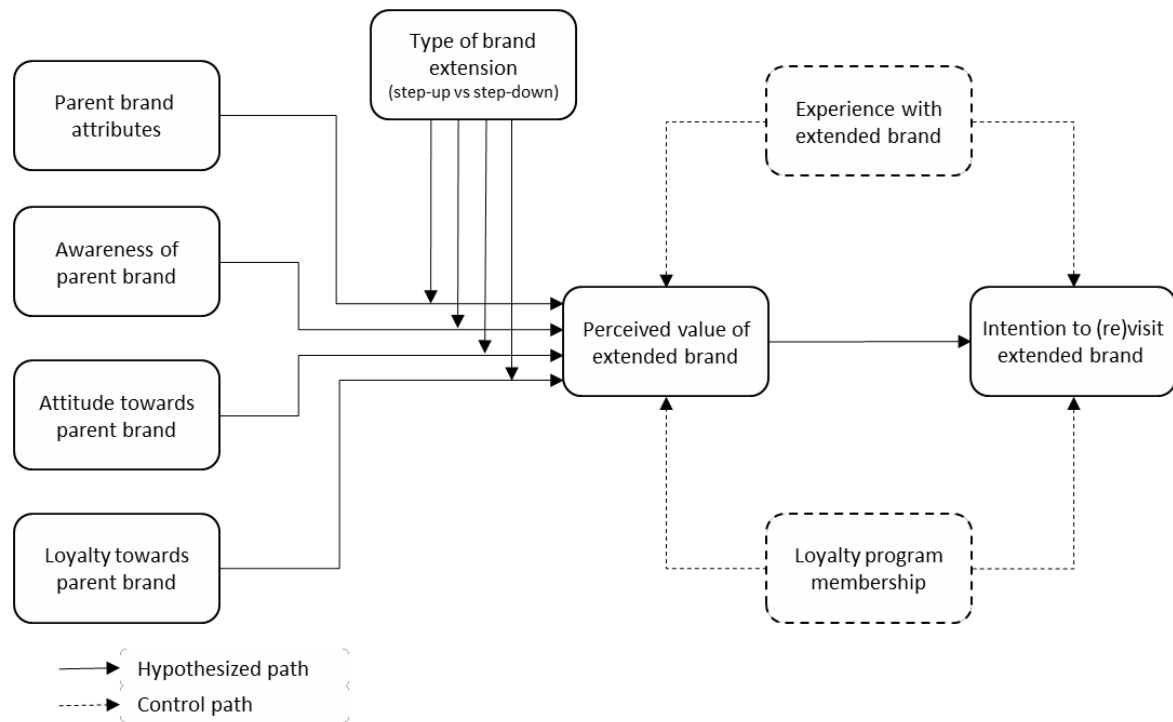 Type of brand
extension
(step-up vs step-down)
Parent brand
attributes
Experience with
extended brand
Awareness of
parent brand
Perceived value of
extended brand
Intention to (re)visit
extended brand
Attitude towards
parent brand
Loyalty towards
parent brand
Loyalty program
membership
Hypothesized path
Control path